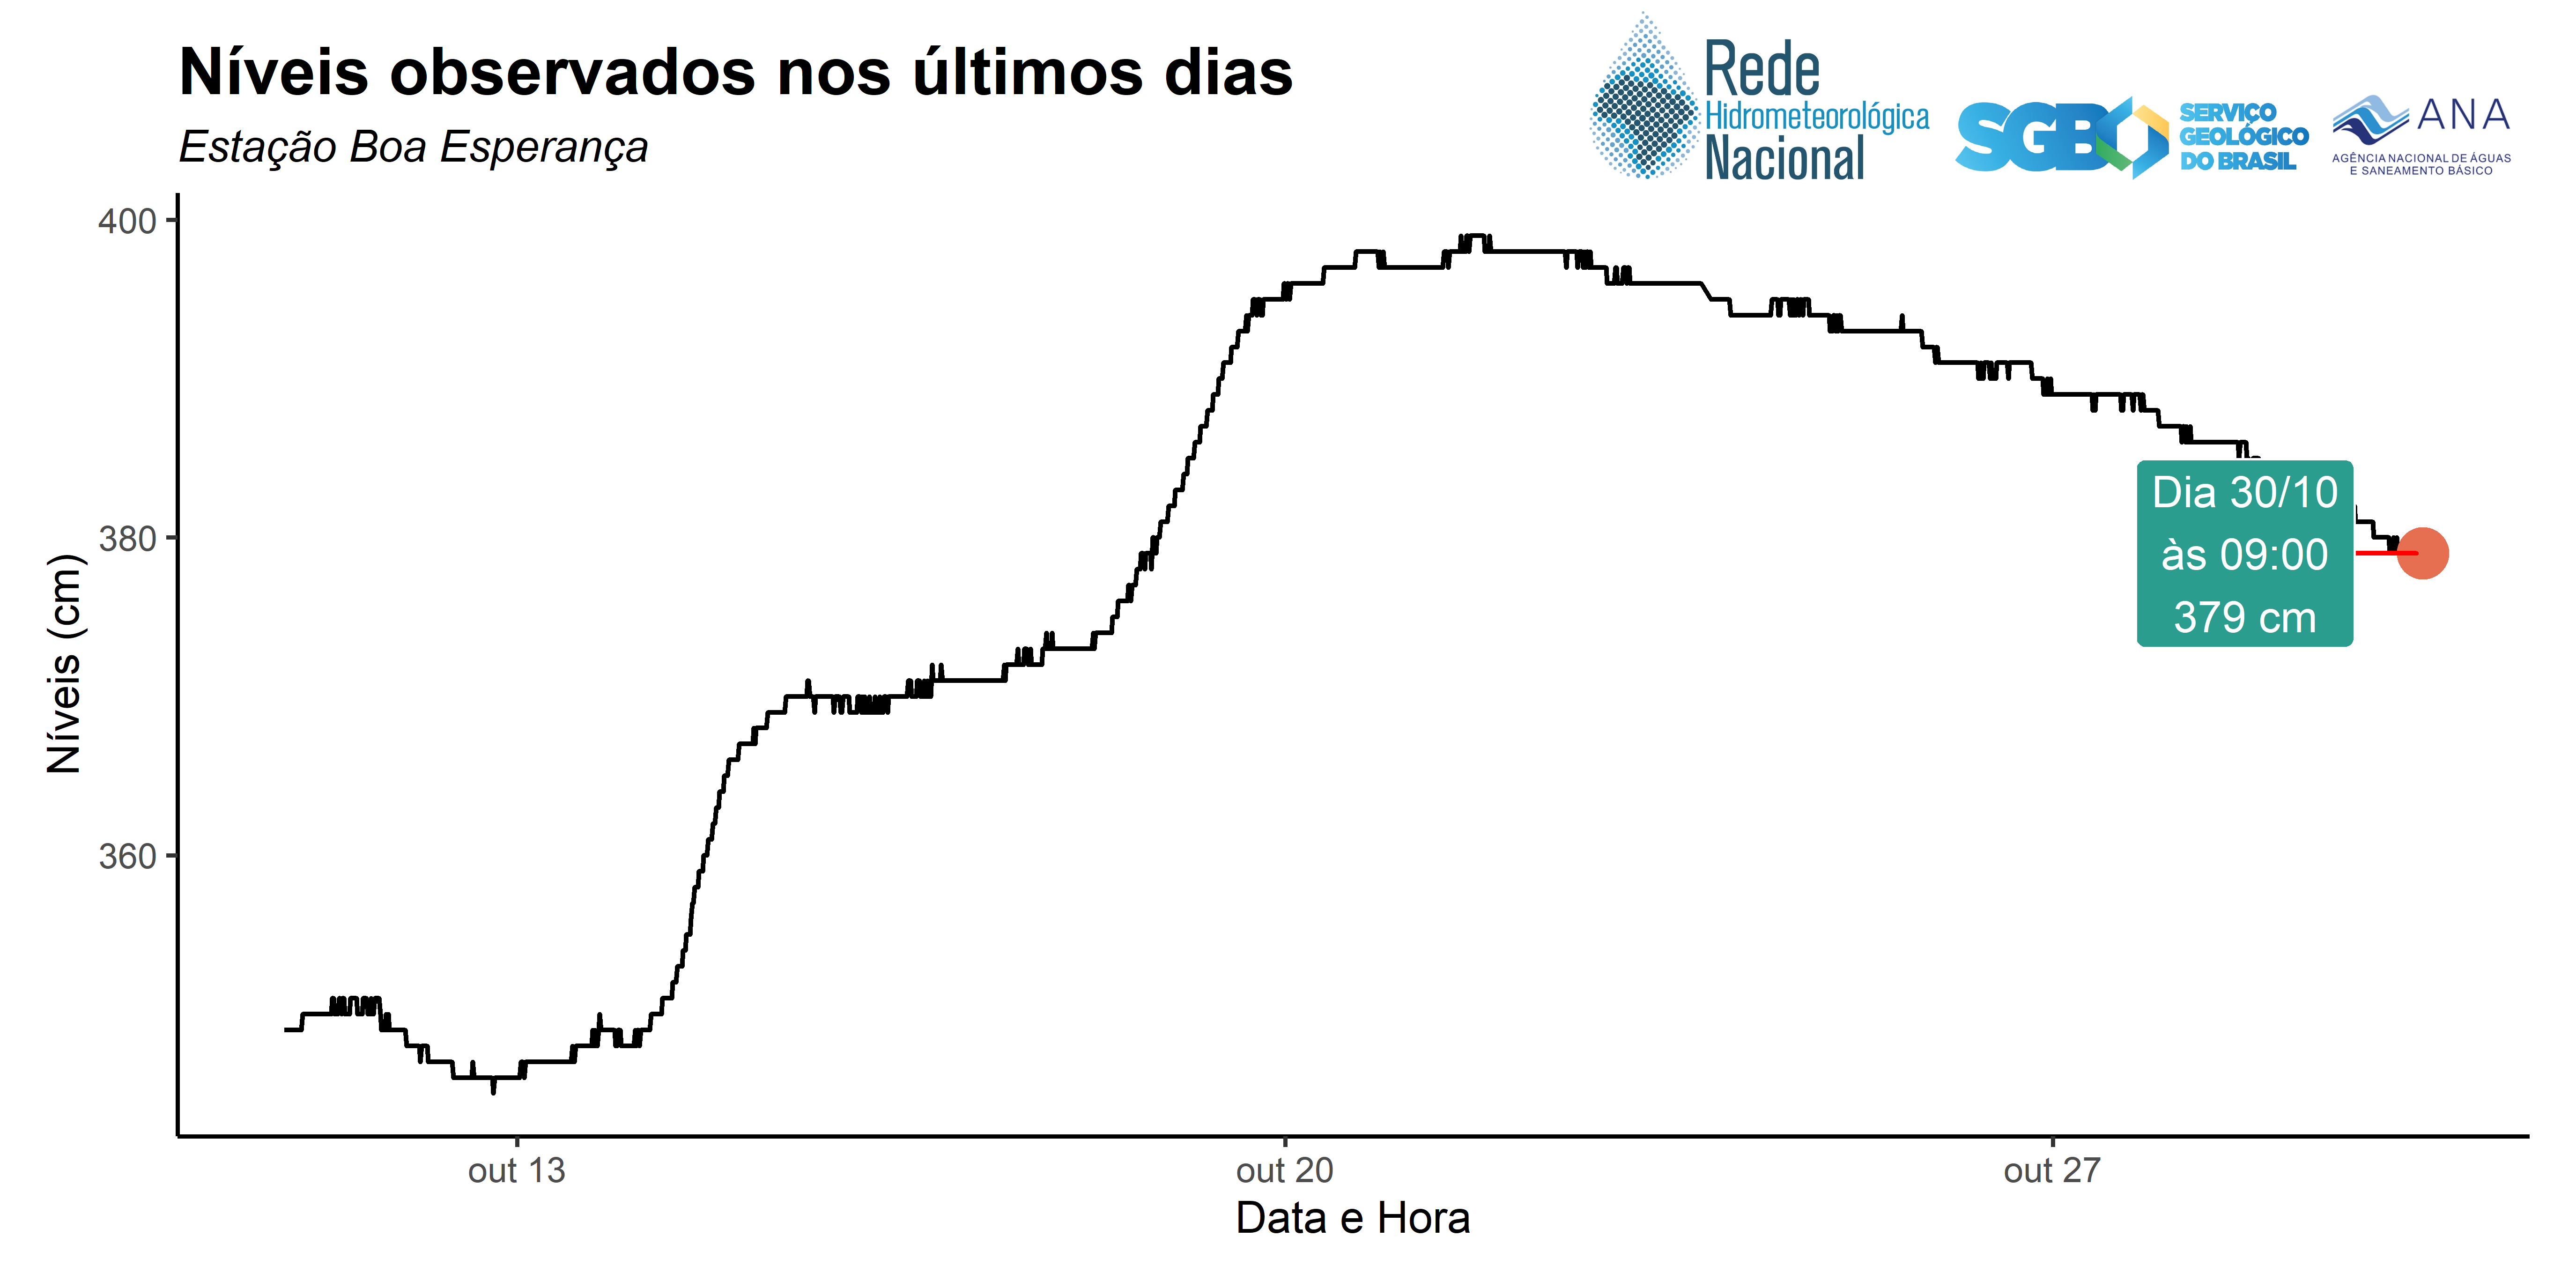 Níveis observados nos últimos dias
Estação Boa Esperança
Rede
Hidrometeorológica
Nacional
SGB
SERVIÇO
GEOLÓGICO
DO BRASIL
ANA
AGÊNCIA NACIONAL DE ÁGUAS
E SANEAMENTO BÁSICO
Níveis (cm)
400
380
360
Dia 30/10
às 09:00
379 cm
out 13
out 20
out 27
Data e Hora